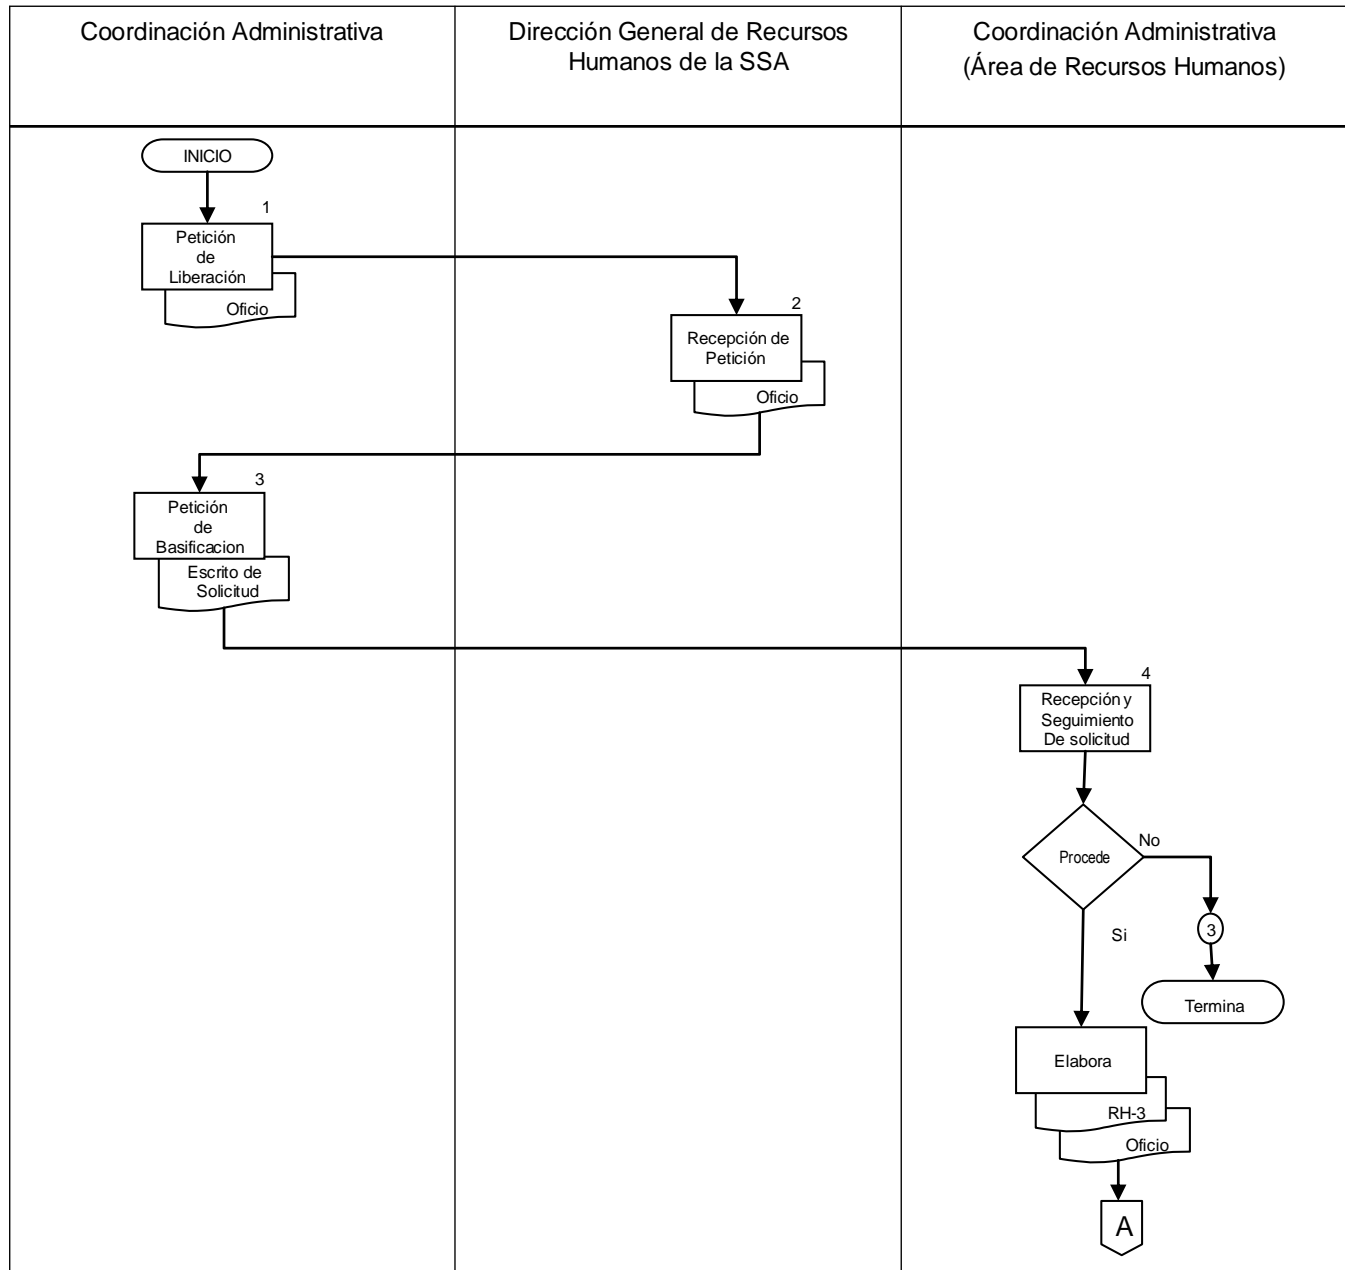 Coordinación Administrativa
Dirección General de Recursos
Humanos de la SSA
Coordinación Administrativa
(Área de Recursos Humanos)
INICIO
1
Petición
de
Liberación
Oficio
2
Recepción de
Petición
Oficio
3
Petición
de
Basificacion
Escrito de
Solicitud
4
Recepción y
Seguimiento
De solicitud
Procede
No
Si
3
Termina
Elabora
RH-3
Oficio
A